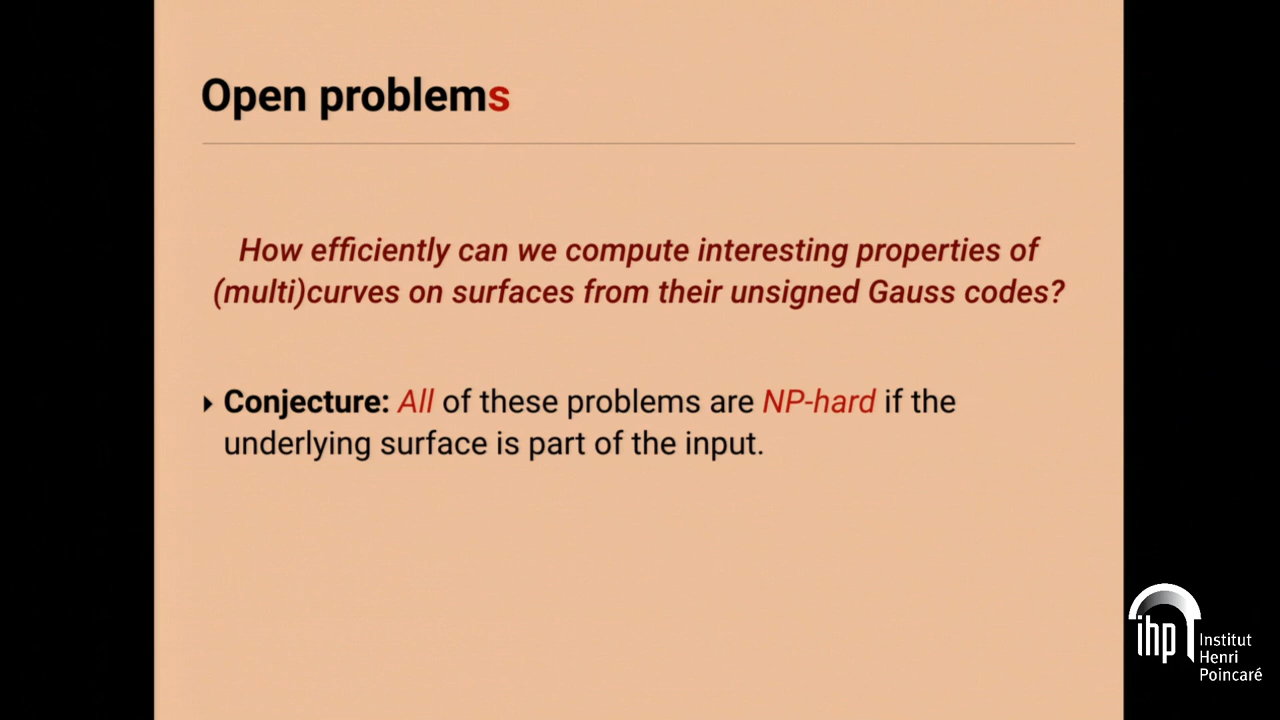 Open problems
How efficiently can we compute interesting properties of
(multi)curves on surfaces from their unsigned Gauss codes?
‣ Conjecture: All of these problems are NP-hard if the
underlying surface is part of the input.
ihp
Institut
Henri
Poincaré